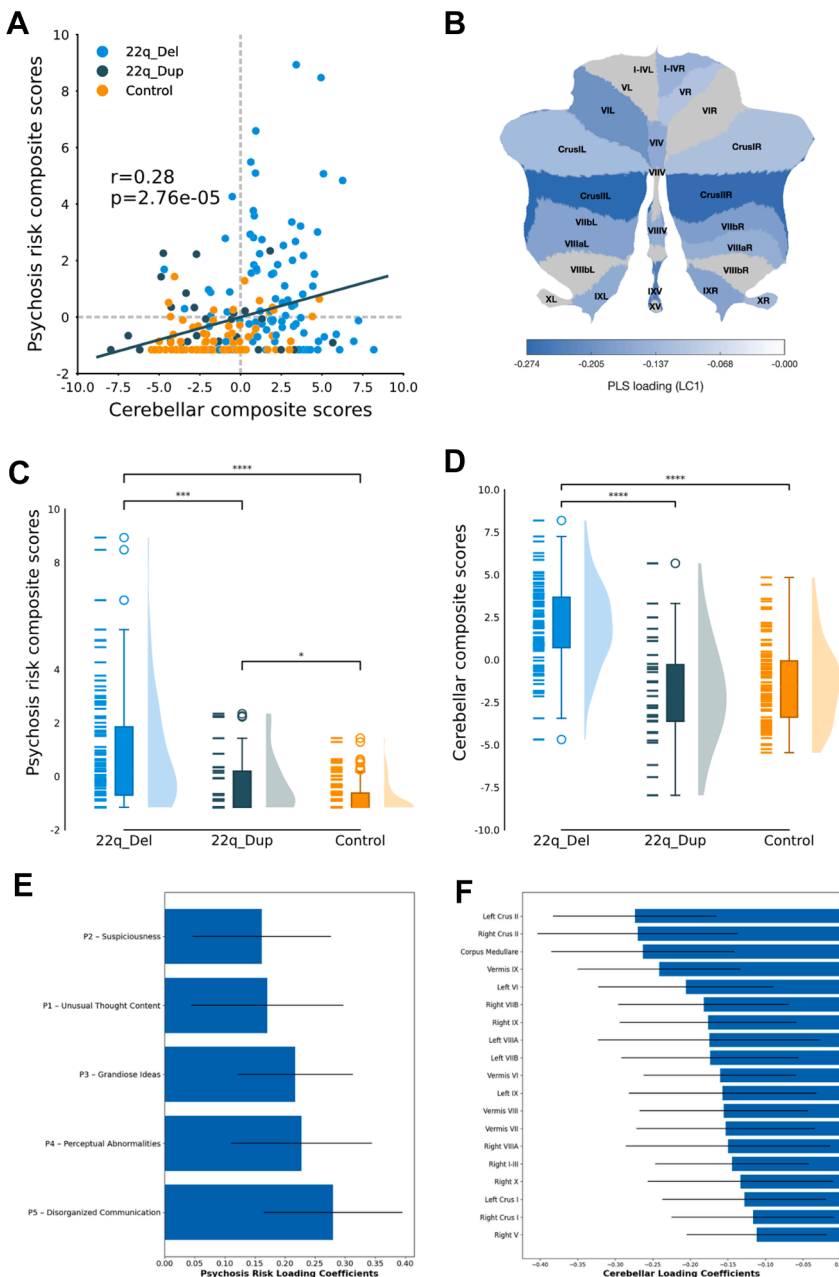 A
10
8
6
4
2
0
-2
22q_Del
22q_Dup
Control
r=0.28
p=2.76e-05
Psychosis risk composite scores
-10.0 -7.5 -5.0 -2.5 0.0 2.5 5.0 7.5 10.0
Cerebellar composite scores
B
I-IVL I-IVR
VL VR
VIL VIR
VIV
CrusIL CrusIR
VIIV
CrusIIL CrusIIR
VIIbL VIIbR
VIIIV
VIIIaL VIIIaR
VIIIbL VIIIbR
IXV
XL IXL IXR XR
XV
-0.274 -0.205 -0.137 -0.068 -0.000
PLS loading (LC1)
C
****
***
*
10
8
4
2
0
-2
Psychosis risk composite scores
22q_Del 22q_Dup Control
D
****
****
10.0
7.5
5.0
2.5
0.0
-2.5
-5.0
-7.5
-10.0
Cerebellar composite scores
22q_Del 22q_Dup Control
E
P2 – Suspiciousness
P1 – Unusual Thought Content
P3 – Grandiose Ideas
P4 – Perceptual Abnormalities
P5 – Disorganized Communication
0.00 0.05 0.10 0.15 0.20 0.25 0.30 0.35 0.40
Psychosis Risk Loading Coefficients
F
Left Crus II
Right Crus II
Corpus Medullare
Vermis IX
Left VI
Right VIIB
Right IX
Left VIIIA
Left VIIB
Vermis VI
Left IX
Vermis VIII
Vermis VII
Right VIIIA
Right I-III
Right X
Left Crus I
Right Crus I
Right V
−0.40 −0.35 −0.30 −0.25 −0.20 −0.15 −0.10 −0.05
Cerebellar Loading Coefficients